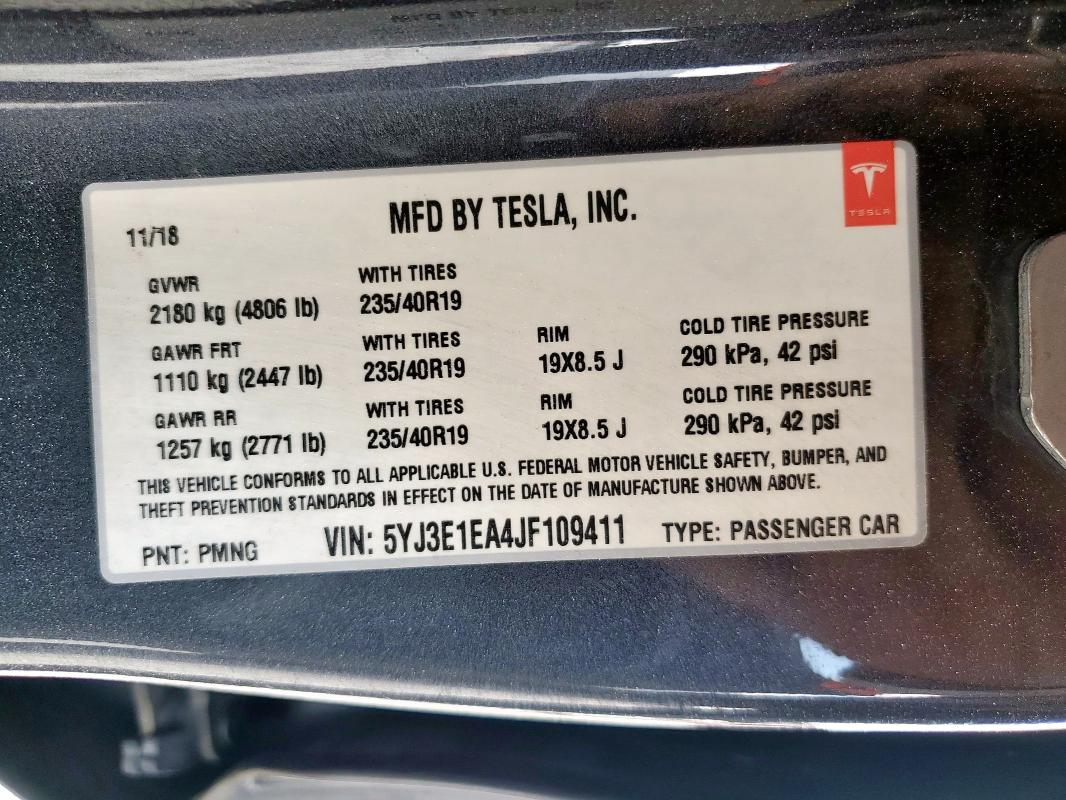 MFD BY TESLA, INC.
TESLA
11/18
GVWR WITH TIRES
2180 kg (4806 lb) 235/40R19
GAWR FRT WITH TIRES RIM COLD TIRE PRESSURE
1110 kg (2447 lb) 235/40R19 19X8.5 J 290 kPa, 42 psi
GAWR RR WITH TIRES RIM COLD TIRE PRESSURE
1257 kg (2771 lb) 235/40R19 19X8.5 J 290 kPa, 42 psi
THIS VEHICLE CONFORMS TO ALL APPLICABLE U.S. FEDERAL MOTOR VEHICLE SAFETY, BUMPER, AND
THEFT PREVENTION STANDARDS IN EFFECT ON THE DATE OF MANUFACTURE SHOWN ABOVE.
PNT: PMNG VIN: 5YJ3E1EA4JF109411 TYPE: PASSENGER CAR